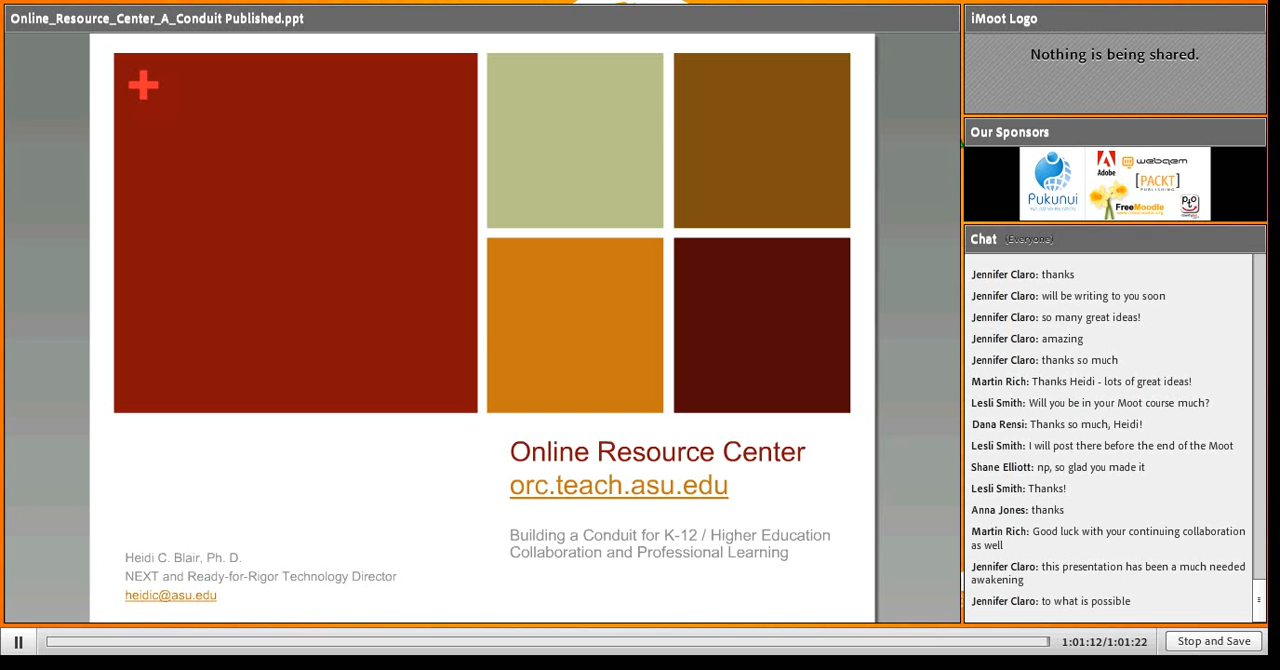 Online_Resource_Center_A_Conduit Published.ppt
Online Resource Center
orc.teach.asu.edu
Building a Conduit for K-12 / Higher Education
Collaboration and Professional Learning
Heidi C. Blair, Ph. D.
NEXT and Ready-for-Rigor Technology Director
heidic@asu.edu
iMoot Logo
Nothing is being shared.
Our Sponsors
Pukunui
Adobe
webqem
[PACKT]
PUBLISHING
FreeMoodle
Chat (Everyone)
Jennifer Claro: thanks
Jennifer Claro: will be writing to you soon
Jennifer Claro: so many great ideas!
Jennifer Claro: amazing
Jennifer Claro: thanks so much
Martin Rich: Thanks Heidi - lots of great ideas!
Lesli Smith: Will you be in your Moot course much?
Dana Rensi: Thanks so much, Heidi!
Lesli Smith: I will post there before the end of the Moot
Shane Elliott: np, so glad you made it
Lesli Smith: Thanks!
Anna Jones: thanks
Martin Rich: Good luck with your continuing collaboration
as well
Jennifer Claro: this presentation has been a much needed
awakening
Jennifer Claro: to what is possible
1:01:12/1:01:22
Stop and Save